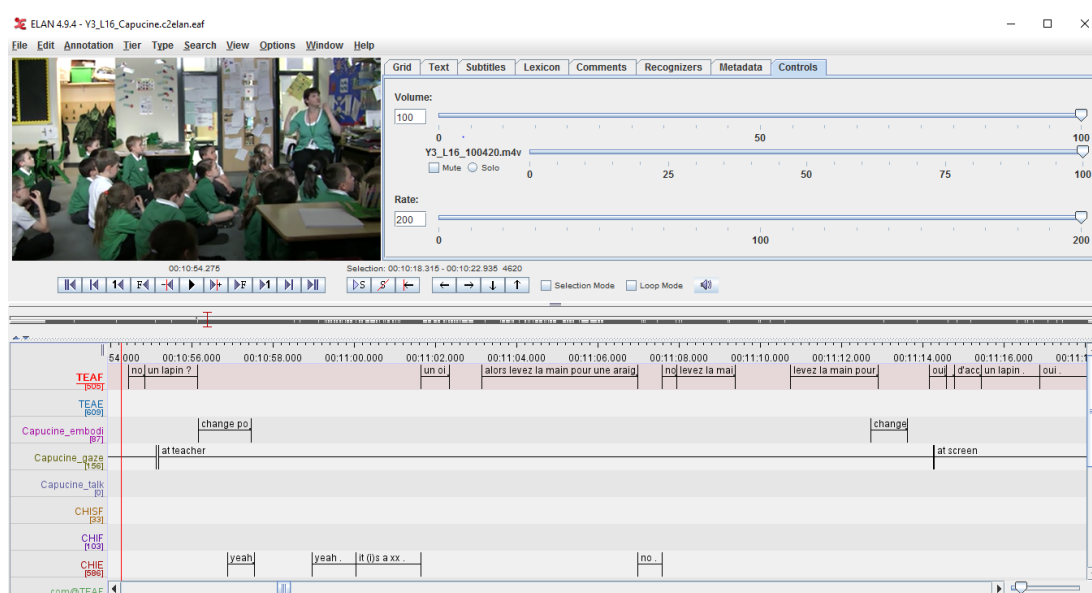 ELAN 4.9.4 - Y3_L16_Capucine.c2elan.eaf
File Edit Annotation Tier Type Search View Options Window Help
Grid Text Subtitles Lexicon Comments Recognizers Metadata Controls
Volume:
100
0 50 100
Y3_L16_100420.m4v
Mute Solo
0 25 50 75 100
Rate:
200
0 100 200
00:10:54.275
Selection: 00:10:18.315 - 00:10:22.935 4620
Selection Mode Loop Mode
54.000 00:10:56.000 00:10:58.000 00:11:00.000 00:11:02.000 00:11:04.000 00:11:06.000 00:11:08.000 00:11:10.000 00:11:12.000 00:11:14.000 00:11:16.000 00:11:1
TEAF no un lapin ? un oi alors levez la main pour une araig no levez la mai levez la main pour oui d'acc un lapin . oui .
[505]
TEAE
[609]
Capucine_embodi change po change
[87]
Capucine_gaze at teacher at screen
[156]
Capucine_talk
[0]
CHISF
[33]
CHIF
[103]
CHIE yeah yeah . it (i)s a xx . no .
[586]
com@TEAF